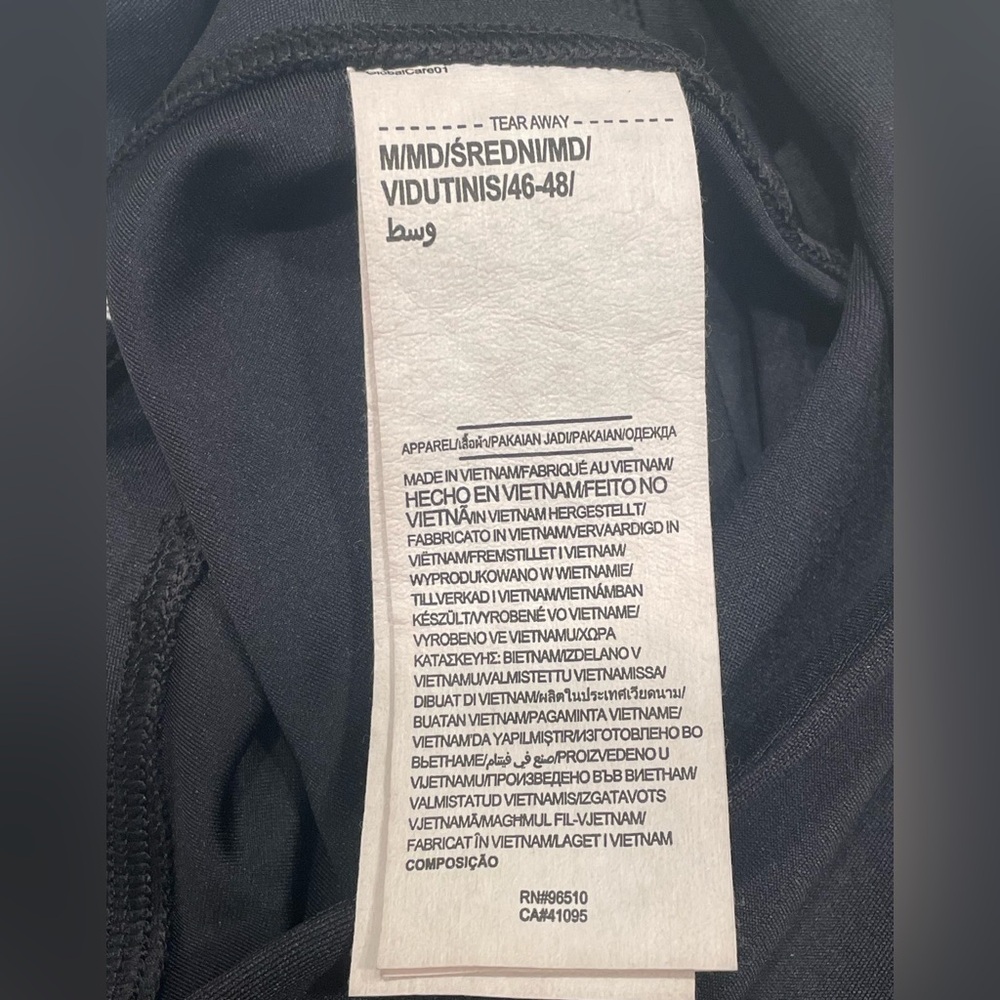 GlobalCare01
TEAR AWAY
M/MD/ŚREDNI/MD/
VIDUTINIS/46-48/
وسط
APPAREL/เสื้อผ้า/PAKAIAN JADI/PAKAIAN/ОДЕЖДА
MADE IN VIETNAM/FABRIQUÉ AU VIETNAM/
HECHO EN VIETNAM/FEITO NO
VIETNÃ/IN VIETNAM HERGESTELLT/
FABBRICATO IN VIETNAM/VERVAARDIGD IN
VIËTNAM/FREMSTILLET I VIETNAM/
WYPRODUKOWANO W WIETNAMIE/
TILLVERKAD I VIETNAM/VIETNÁMBAN
KÉSZÜLT/VYROBENÉ VO VIETNAME/
VYROBENO VE VIETNAMU/ΧΩΡΑ
ΚΑΤΑΣΚΕΥΗΣ: ΒΙΕΤΝΑΜ/IZDELANO V
VIETNAMU/VALMISTETTU VIETNAMISSA/
DIBUAT DI VIETNAM/ผลิตในประเทศเวียดนาม/
BUATAN VIETNAM/PAGAMINTA VIETNAME/
VIETNAM'DA YAPILMIŞTIR/ИЗГОТОВЛЕНО ВО
ВЬЕТНАМЕ/صنع في فيتنام/PROIZVEDENO U
VIJETNAMU/ПРОИЗВЕДЕНО ВЪВ ВИЕТНАМ/
VALMISTATUD VIETNAMIS/IZGATAVOTS
VJETNAMĀ/MAGĦMUL FIL-VJETNAM/
FABRICAT ÎN VIETNAM/LAGET I VIETNAM
COMPOSIÇÃO
RN#96510
CA#41095